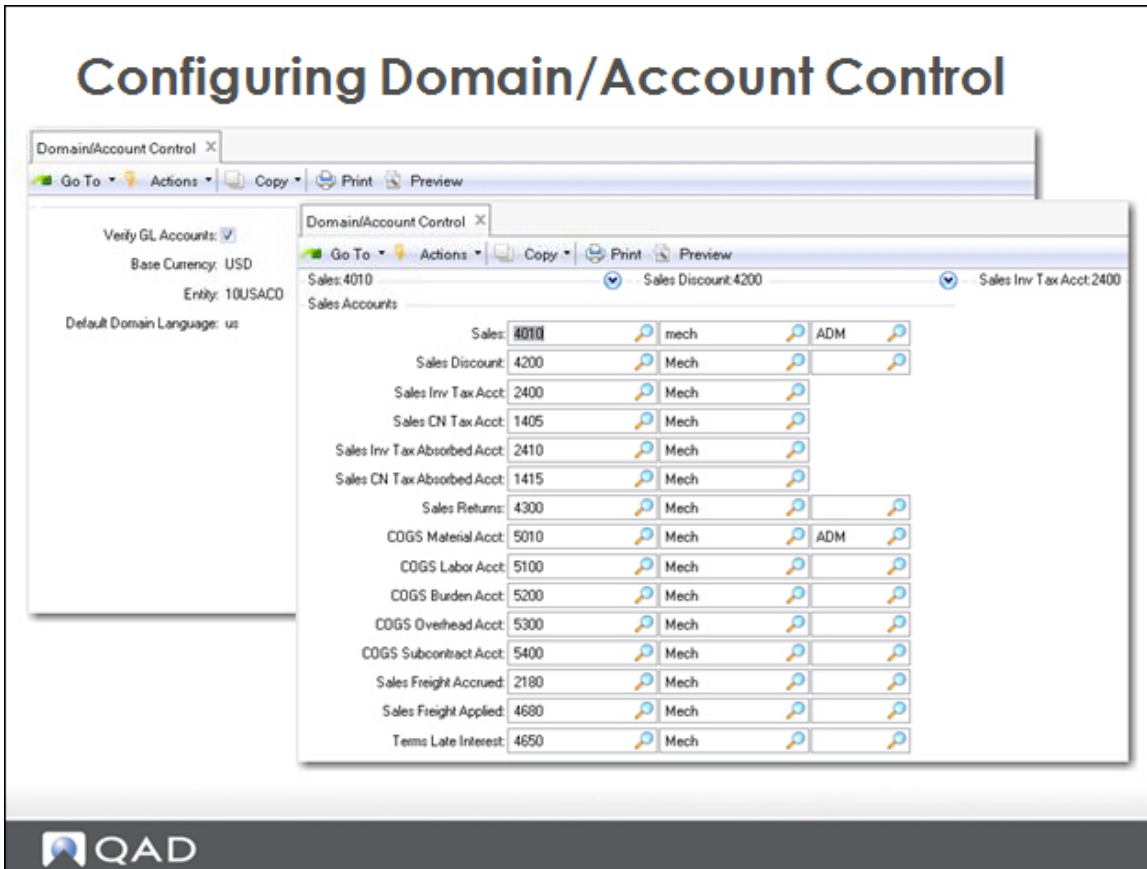 Configuring Domain/Account Control
Domain/Account Control
Go To Actions Copy Print Preview
Verify GL Accounts:
Base Currency: USD
Entity: 10USACO
Default Domain Language: us
Domain/Account Control
Go To Actions Copy Print Preview
Sales:4010 Sales Discount:4200 Sales Inv Tax Acct:2400
Sales Accounts
Sales: 4010 mech ADM
Sales Discount: 4200 Mech
Sales Inv Tax Acct: 2400 Mech
Sales CN Tax Acct: 1405 Mech
Sales Inv Tax Absorbed Acct: 2410 Mech
Sales CN Tax Absorbed Acct: 1415 Mech
Sales Returns: 4300 Mech
COGS Material Acct: 5010 Mech ADM
COGS Labor Acct: 5100 Mech
COGS Burden Acct: 5200 Mech
COGS Overhead Acct: 5300 Mech
COGS Subcontract Acct: 5400 Mech
Sales Freight Accrued: 2180 Mech
Sales Freight Applied: 4680 Mech
Terms Late Interest: 4650 Mech
QAD